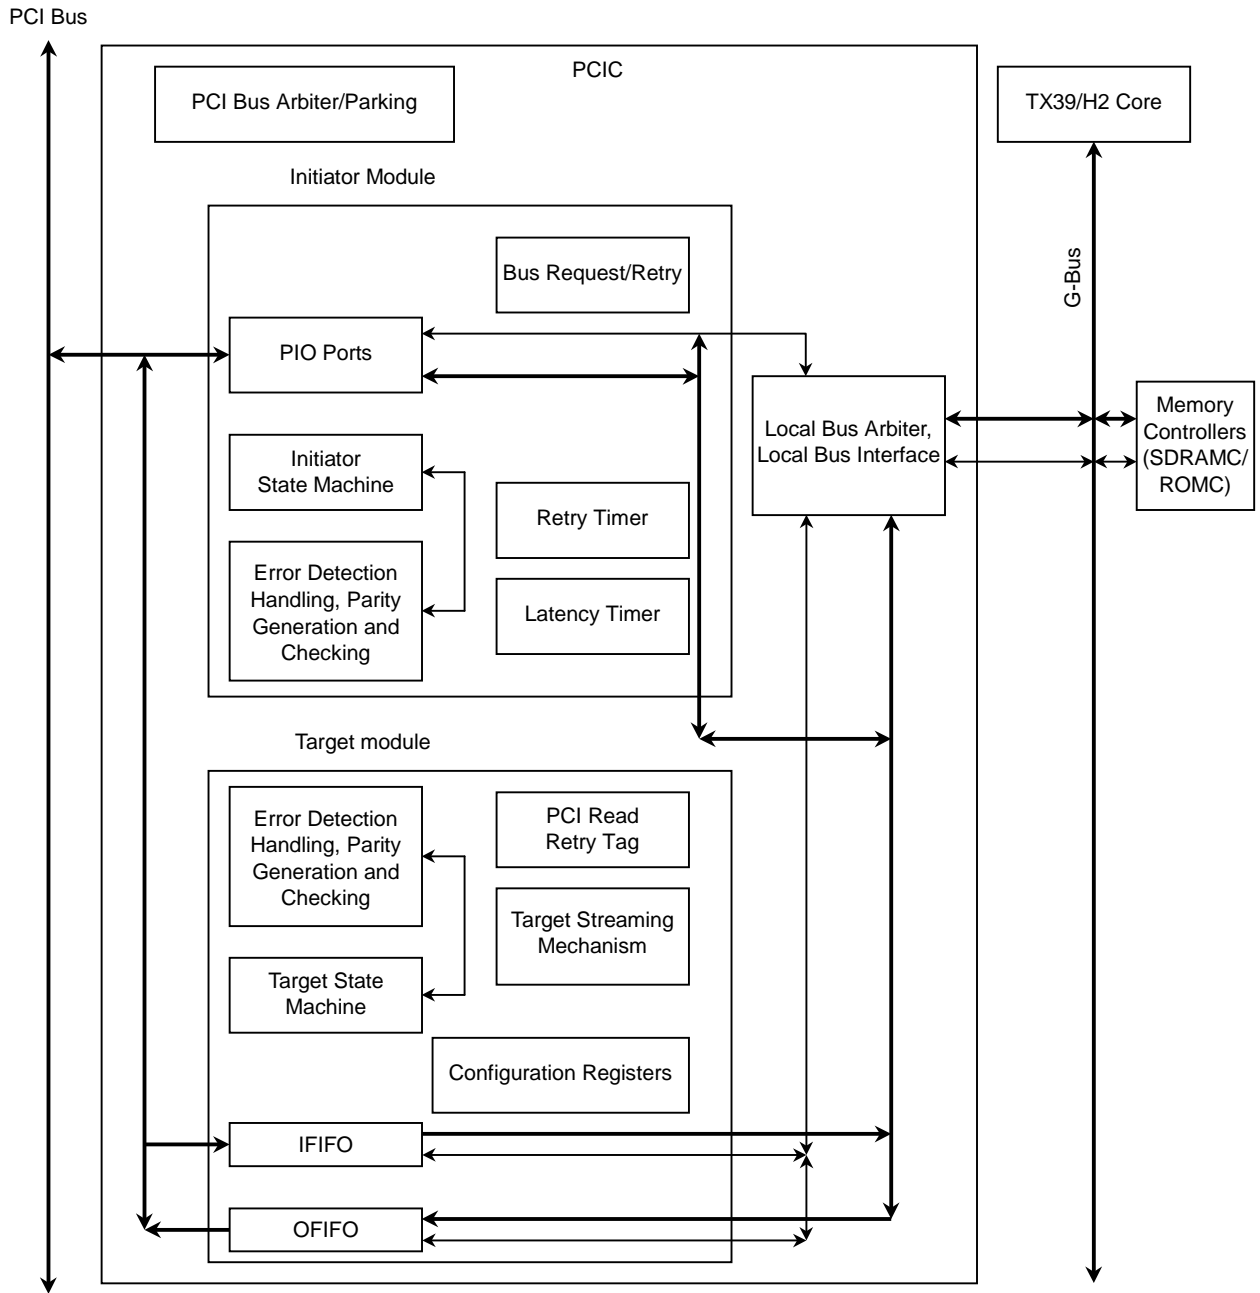 PCI Bus
PCIC
PCI Bus Arbiter/Parking
TX39/H2 Core
Initiator Module
Bus Request/Retry
G-Bus
PIO Ports
Local Bus Arbiter,
Local Bus Interface
Memory
Controllers
(SDRAMC/
ROMC)
Initiator
State Machine
Retry Timer
Error Detection
Handling, Parity
Generation and
Checking
Latency Timer
Target module
Error Detection
Handling, Parity
Generation and
Checking
PCI Read
Retry Tag
Target Streaming
Mechanism
Target State
Machine
Configuration Registers
IFIFO
OFIFO